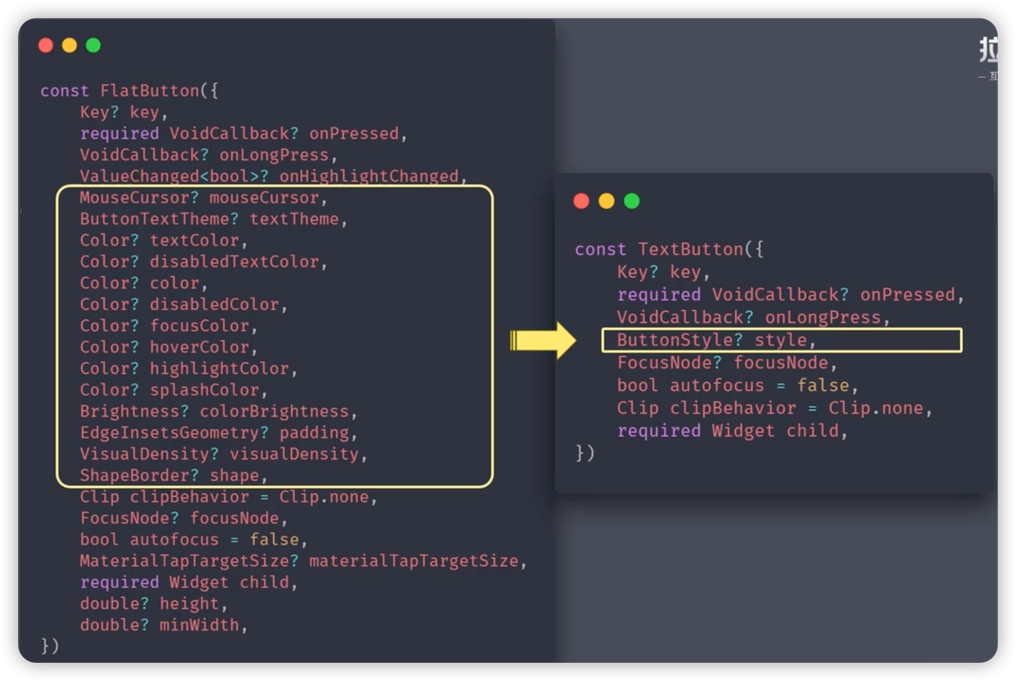 const FlatButton({
Key? key,
required VoidCallback? onPressed,
VoidCallback? onLongPress,
ValueChanged<bool>? onHighlightChanged,
MouseCursor? mouseCursor,
ButtonTextTheme? textTheme,
Color? textColor,
Color? disabledTextColor,
Color? color,
Color? disabledColor,
Color? focusColor,
Color? hoverColor,
Color? highlightColor,
Color? splashColor,
Brightness? colorBrightness,
EdgeInsetsGeometry? padding,
VisualDensity? visualDensity,
ShapeBorder? shape,
Clip clipBehavior = Clip.none,
FocusNode? focusNode,
bool autofocus = false,
MaterialTapTargetSize? materialTapTargetSize,
required Widget child,
double? height,
double? minWidth,
})
const TextButton({
Key? key,
required VoidCallback? onPressed,
VoidCallback? onLongPress,
ButtonStyle? style,
FocusNode? focusNode,
bool autofocus = false,
Clip clipBehavior = Clip.none,
required Widget child,
})
拉
— 互